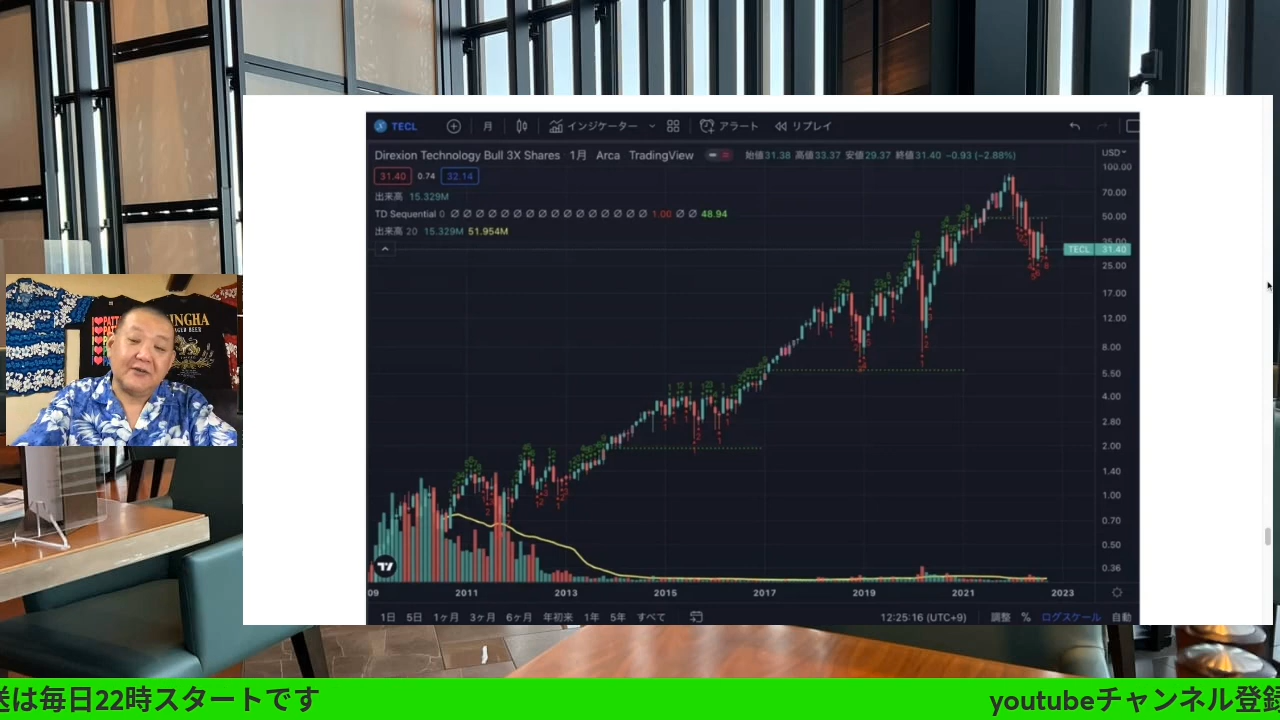 TECL 月 インジケーター アラート リプレイ
Direxion Technology Bull 3X Shares 1月 Arca TradingView 始値31.38 高値33.37 安値29.37 終値31.40 −0.93 (−2.88%)
USD
31.40 0.74 32.14
出来高 15.329M
TD Sequential 0 ∅ ∅ ∅ ∅ ∅ ∅ ∅ ∅ ∅ ∅ ∅ ∅ ∅ ∅ ∅ ∅ 1.00 ∅ ∅ 48.94
出来高 20 15.329M 51.954M
100.00
70.00
50.00
35.00
TECL 31.40
25.00
17.00
12.00
8.00
5.50
4.00
2.80
2.00
1.40
1.00
0.70
0.50
0.36
09 2011 2013 2015 2017 2019 2021 2023
1日 5日 1ヶ月 3ヶ月 6ヶ月 年初来 1年 5年 すべて 12:25:16 (UTC+9) 調整 % ログスケール 自動
送は毎日22時スタートです youtubeチャンネル登録